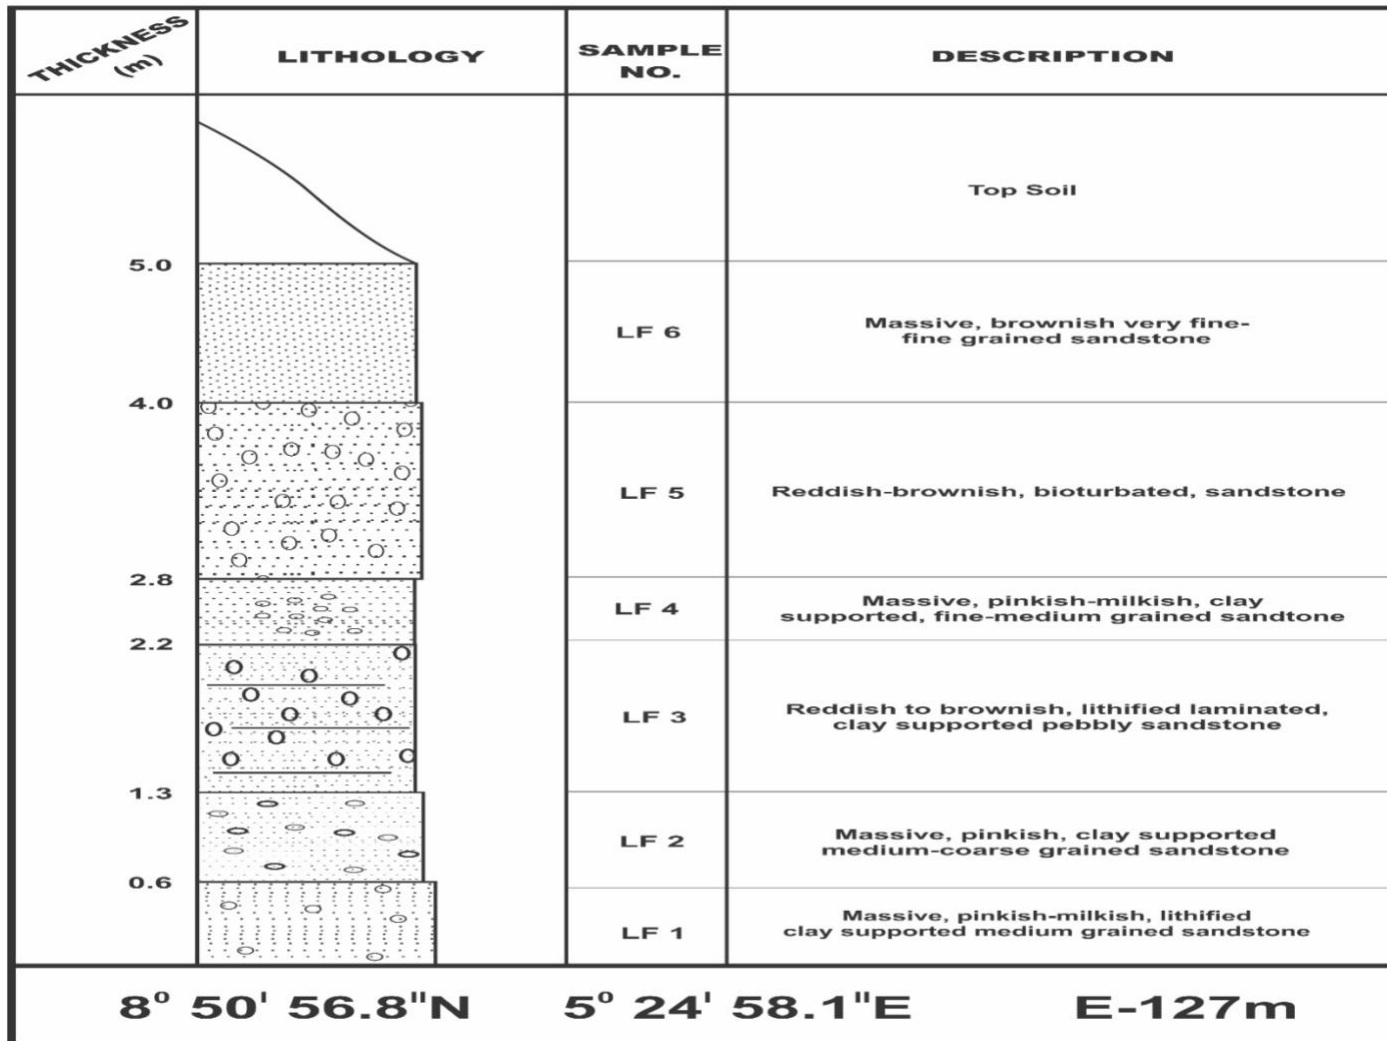 THICKNESS
(m)
LITHOLOGY
SAMPLE
NO.
DESCRIPTION
Top Soil
5.0
LF 6
Massive, brownish very fine-
fine grained sandstone
4.0
LF 5
Reddish-brownish, bioturbated, sandstone
2.8
LF 4
Massive, pinkish-milkish, clay
supported, fine-medium grained sandtone
2.2
LF 3
Reddish to brownish, lithified laminated,
clay supported pebbly sandstone
1.3
LF 2
Massive, pinkish, clay supported
medium-coarse grained sandstone
0.6
LF 1
Massive, pinkish-milkish, lithified
clay supported medium grained sandstone
8⁰ 50' 56.8"N 5⁰ 24' 58.1"E E-127m